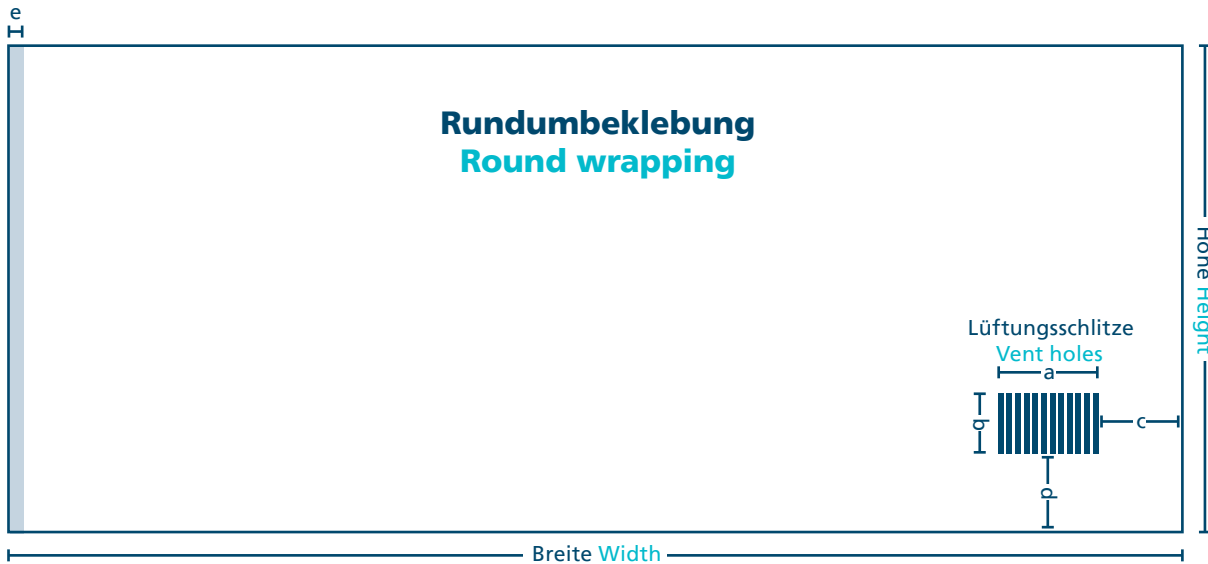 e
Rundumbeklebung
Round wrapping
Lüftungsschlitze
Vent holes
a
b
c
d
Höhe Height
Breite Width